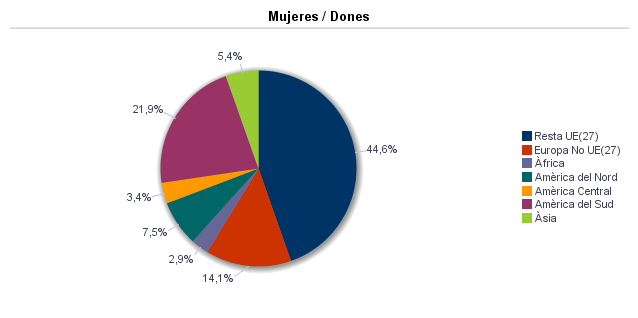 Mujeres / Dones
5,4%
21,9%
44,6%
3,4%
7,5%
2,9%
14,1%
Resta UE(27)
Europa No UE(27)
Àfrica
Amèrica del Nord
Amèrica Central
Amèrica del Sud
Àsia